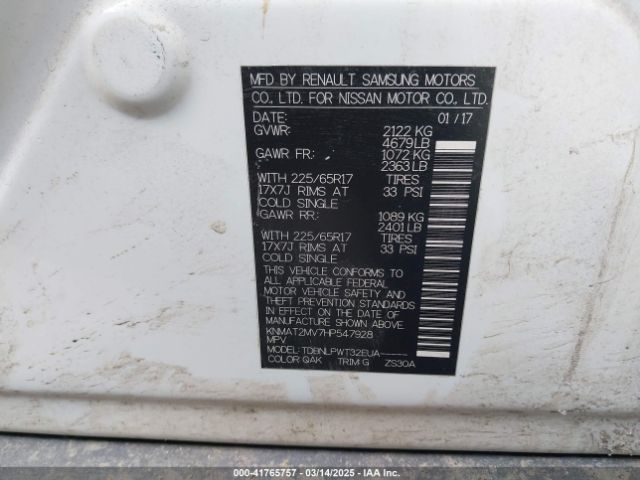 MFD BY RENAULT SAMSUNG MOTORS
CO., LTD. FOR NISSAN MOTOR CO., LTD.
DATE: 01 / 17
GVWR: 2122 KG
4679 LB
GAWR FR: 1072 KG
2363 LB
WITH 225/65R17 TIRES
17X7J RIMS AT 33 PSI
COLD SINGLE
GAWR RR: 1089 KG
2401 LB
WITH 225/65R17 TIRES
17X7J RIMS AT 33 PSI
COLD SINGLE
THIS VEHICLE CONFORMS TO
ALL APPLICABLE FEDERAL
MOTOR VEHICLE SAFETY AND
THEFT PREVENTION STANDARDS
IN EFFECT ON THE DATE OF
MANUFACTURE SHOWN ABOVE.
KNMAT2MV7HP547928
MPV
MODEL: TDBNLPWT32EUA-----
COLOR: QAK TRIM: G ZS30A
000-41765757 - 03/14/2025 - IAA Inc.